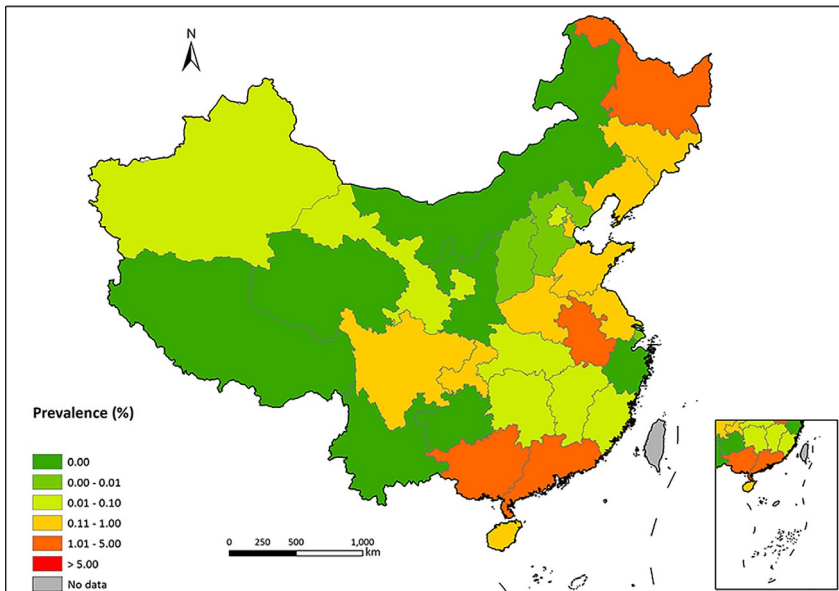 N
Prevalence (%)
0.00
0.00 - 0.01
0.01 - 0.10
0.11 - 1.00
1.01 - 5.00
> 5.00
No data
0 250 500 1,000
km